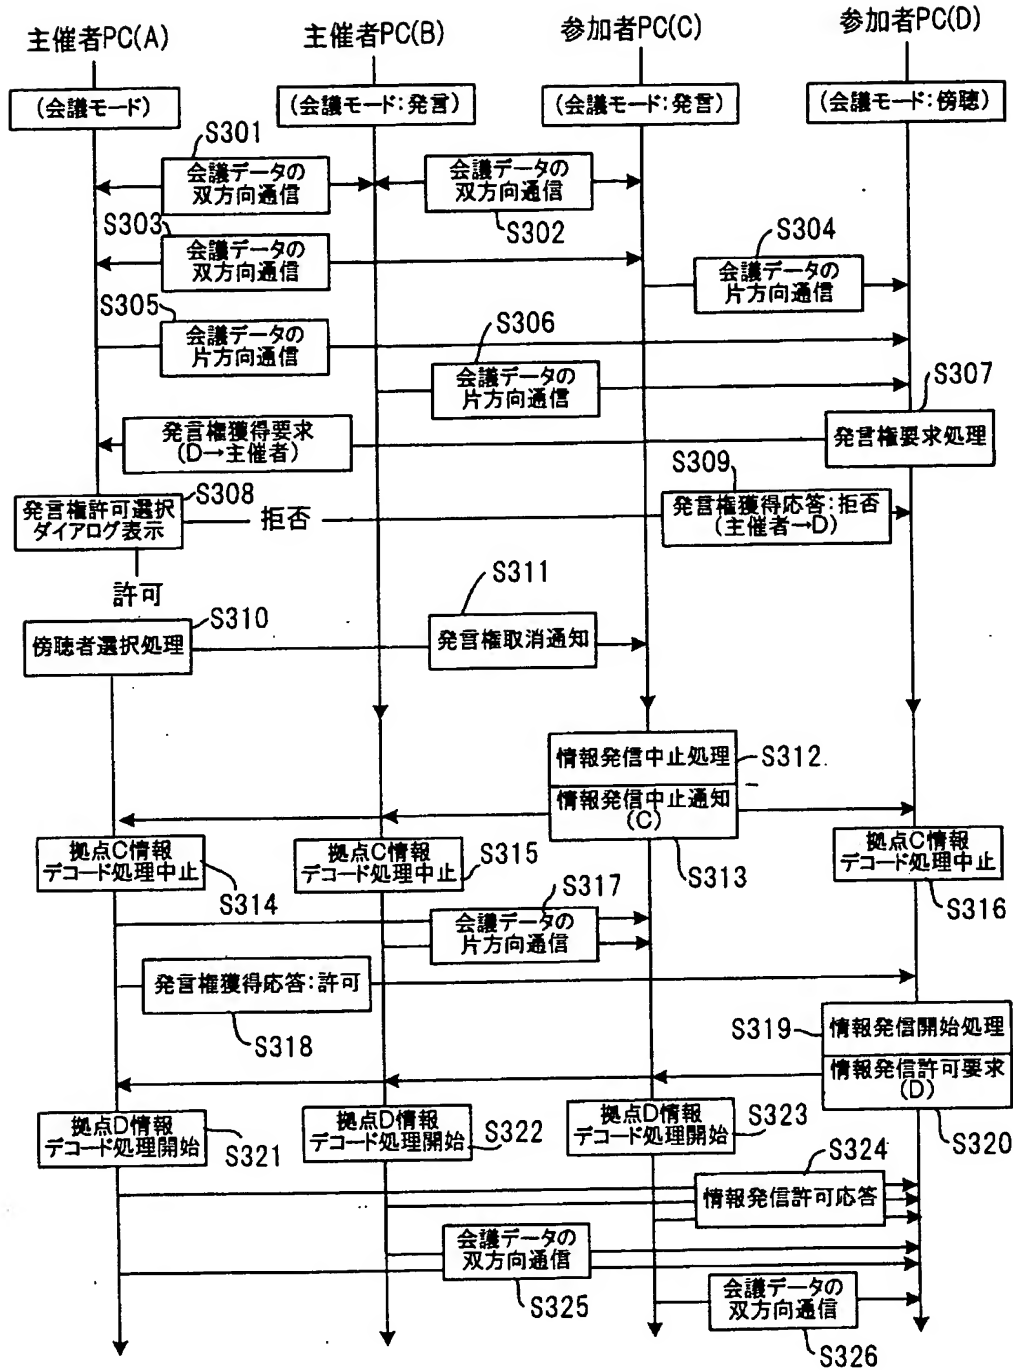 主催者PC(A)
主催者PC(B)
参加者PC(C)
参加者PC(D)
(会議モード)
(会議モード:発言)
(会議モード:発言)
(会議モード:傍聴)
S301
会議データの
双方向通信
会議データの
双方向通信
S302
S303
会議データの
双方向通信
S304
会議データの
片方向通信
S305
会議データの
片方向通信
S306
会議データの
片方向通信
S307
発言権要求処理
発言権獲得要求
(D→主催者)
S308
発言権許可選択
ダイアログ表示
拒否
S309
発言権獲得応答:拒否
(主催者→D)
許可
S310
傍聴者選択処理
S311
発言権取消通知
情報発信中止処理
S312
情報発信中止通知
(C)
S313
拠点C情報
デコード処理中止
S314
拠点C情報
デコード処理中止
S315
拠点C情報
デコード処理中止
S316
S317
会議データの
片方向通信
発言権獲得応答:許可
S318
S319
情報発信開始処理
情報発信許可要求
(D)
S320
拠点D情報
デコード処理開始
S321
拠点D情報
デコード処理開始
S322
拠点D情報
デコード処理開始
S323
S324
情報発信許可応答
会議データの
双方向通信
S325
会議データの
双方向通信
S326